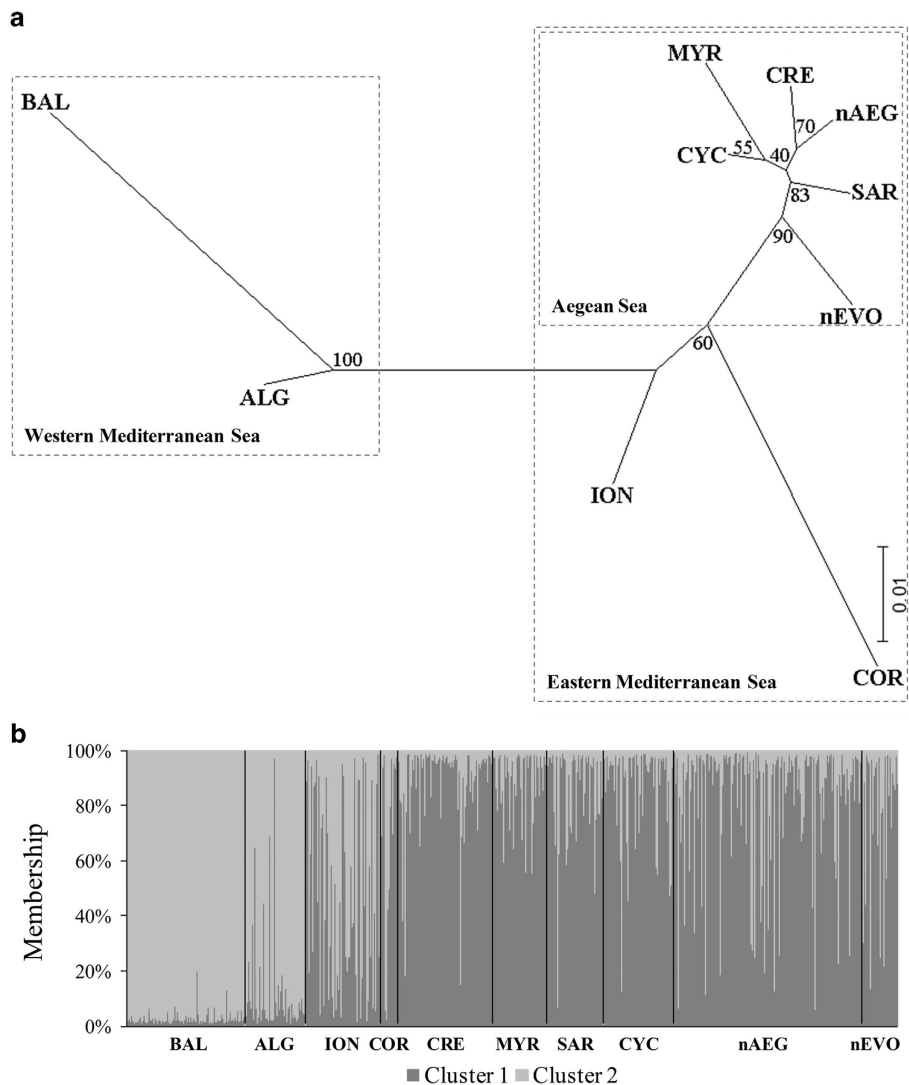 a
MYR
CRE
BAL
70
nAEG
55
40
CYC
83
SAR
90
Aegean Sea
nEVO
60
100
ALG
Western Mediterranean Sea
ION
0.01
COR
Eastern Mediterranean Sea
b
100%
80%
60%
40%
20%
0%
Membership
BAL ALG ION COR CRE MYR SAR CYC nAEG nEVO
Cluster 1 Cluster 2